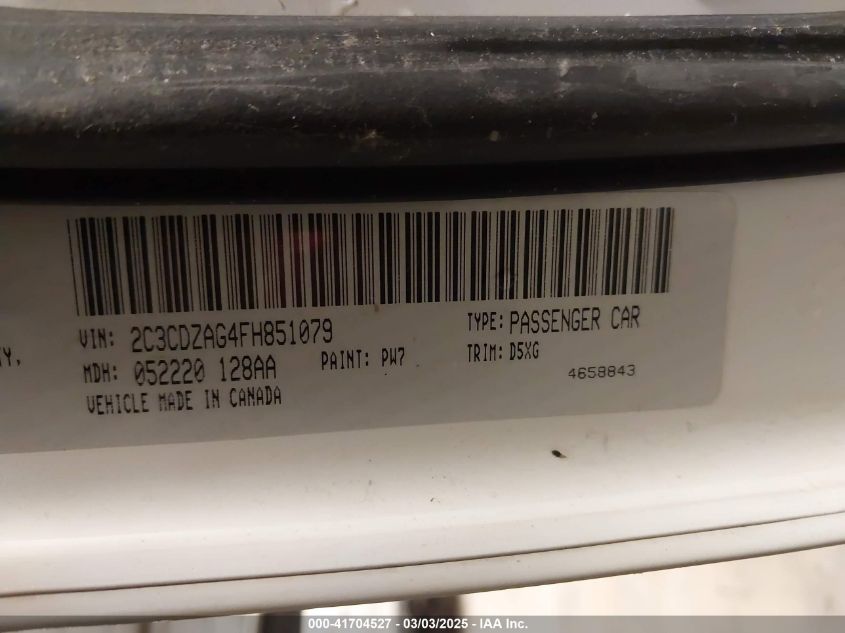 VIN: 2C3CDZAG4FH851079
TYPE: PASSENGER CAR
MDH: 052220 128AA
PAINT: PW7
TRIM: D5XG
4658843
VEHICLE MADE IN CANADA
Y,
000-41704527 - 03/03/2025 - IAA Inc.